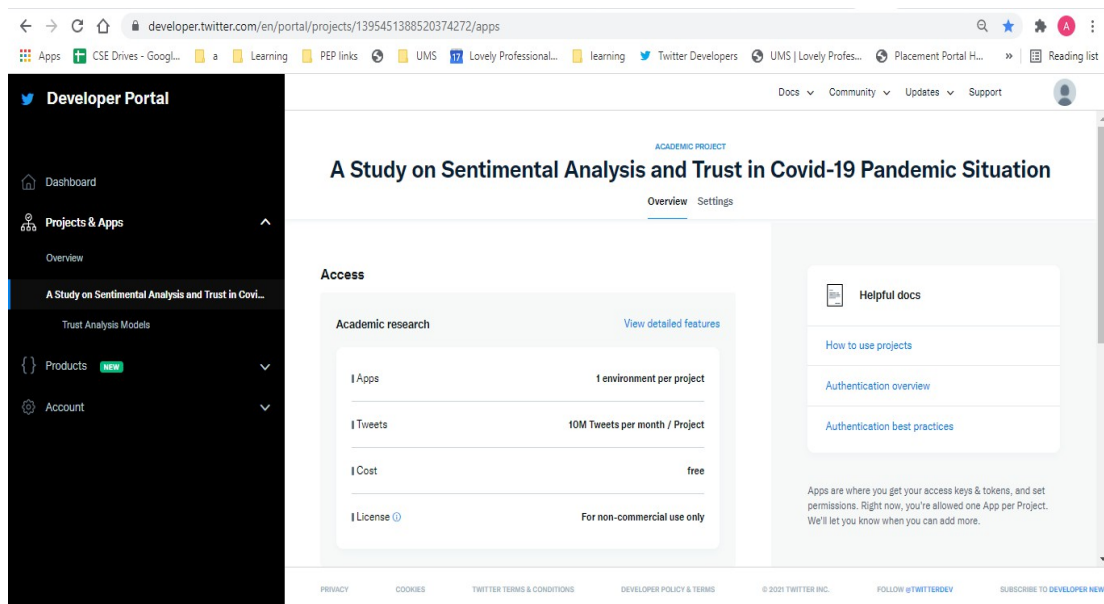 developer.twitter.com/en/portal/projects/1395451388520374272/apps
A
Apps CSE Drives - Googl... a Learning PEP links UMS 17 Lovely Professional... learning Twitter Developers UMS | Lovely Profes... Placement Portal H... » Reading list
Developer Portal
Docs Community Updates Support
Dashboard
Projects & Apps
Overview
A Study on Sentimental Analysis and Trust in Covi...
Trust Analysis Models
Products NEW
Account
ACADEMIC PROJECT
A Study on Sentimental Analysis and Trust in Covid-19 Pandemic Situation
Overview Settings
Access
Academic research View detailed features
Apps 1 environment per project
Tweets 10M Tweets per month / Project
Cost free
License For non-commercial use only
Helpful docs
How to use projects
Authentication overview
Authentication best practices
Apps are where you get your access keys & tokens, and set
permissions. Right now, you're allowed one App per Project.
We'll let you know when you can add more.
PRIVACY COOKIES TWITTER TERMS & CONDITIONS DEVELOPER POLICY & TERMS © 2021 TWITTER INC. FOLLOW @TWITTERDEV SUBSCRIBE TO DEVELOPER NEW